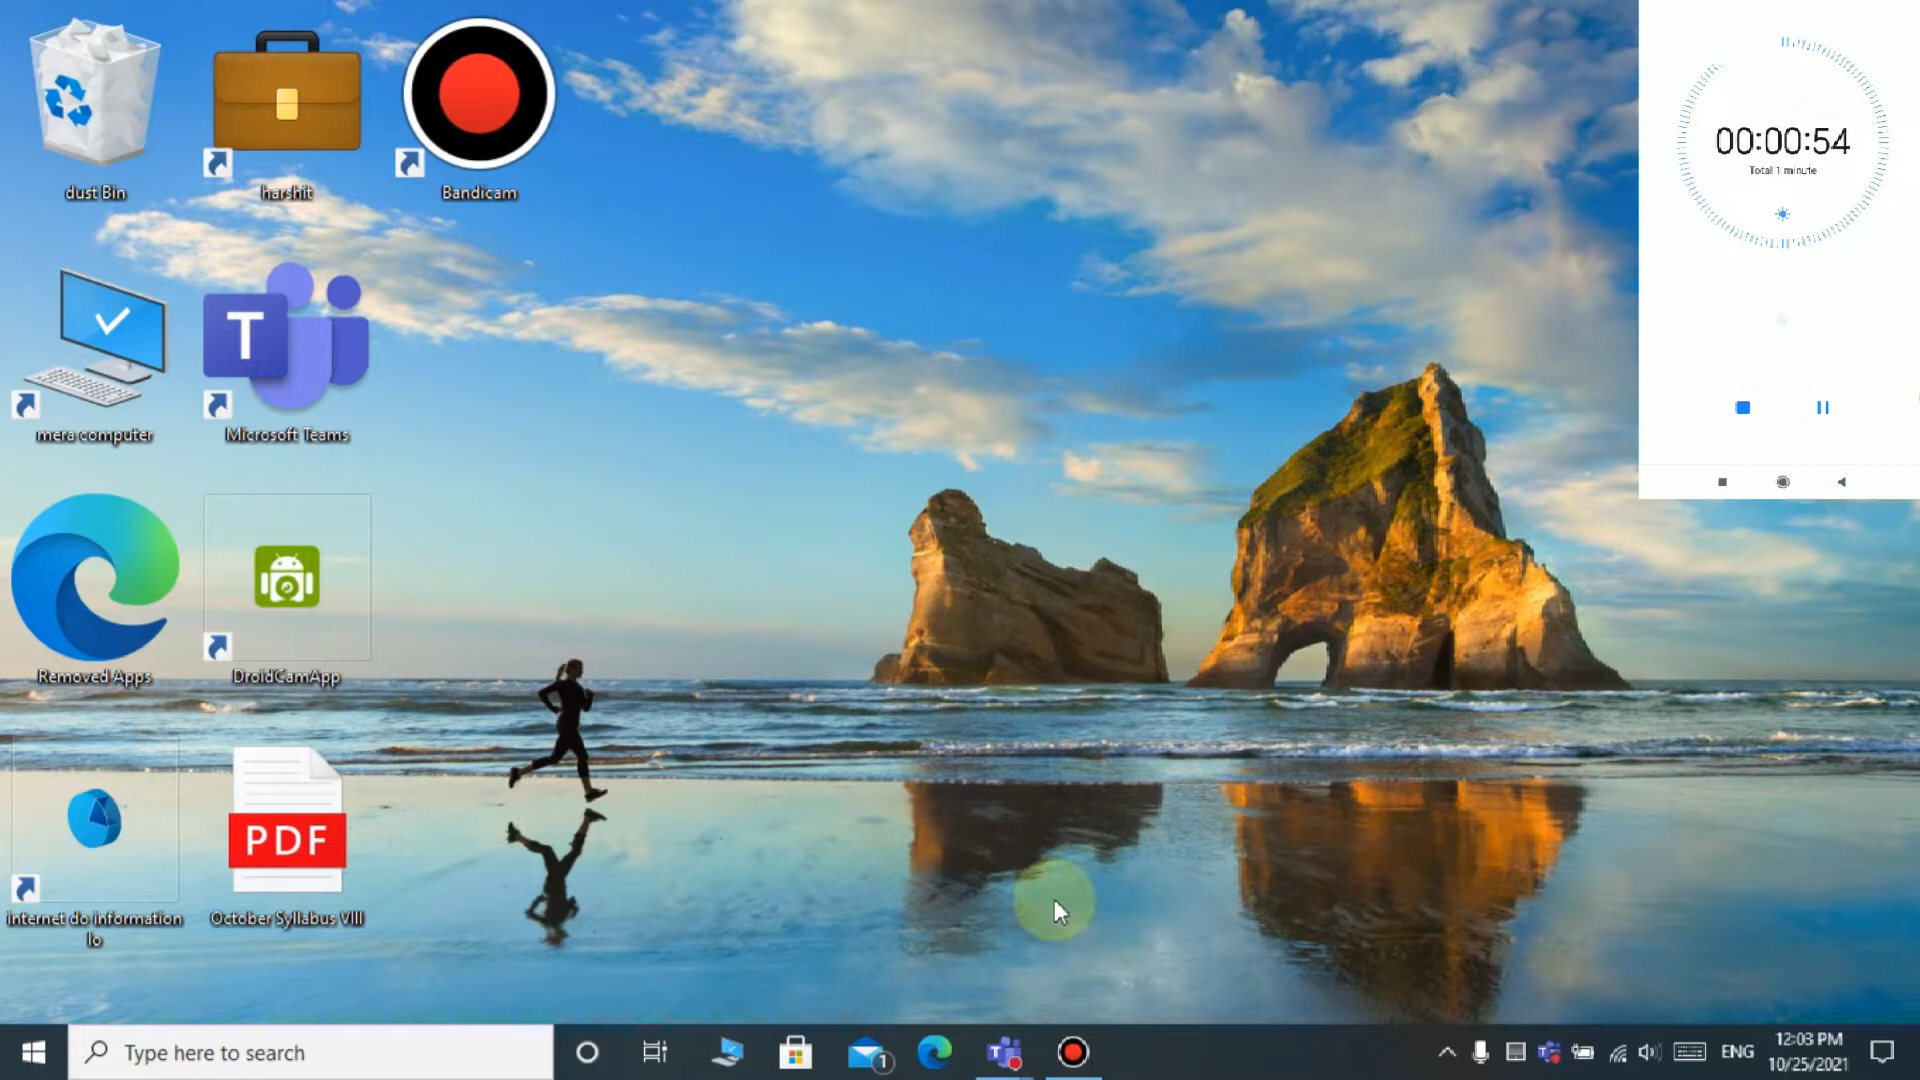 dust Bin
harshit
Bandicam
00:00:54
Total 1 minute
mera computer
T
Microsoft Teams
Removed Apps
DroidCamApp
PDF
internet do information
lo
October Syllabus VIII
Type here to search
1
ENG
12:03 PM
10/25/2021